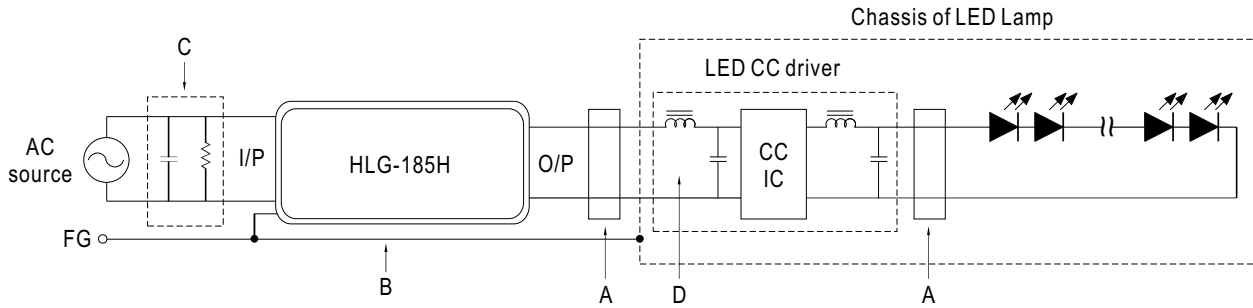 Chassis of LED Lamp
C
LED CC driver
AC
source
I/P
HLG-185H
O/P
CC
IC
FG
B
A
D
A